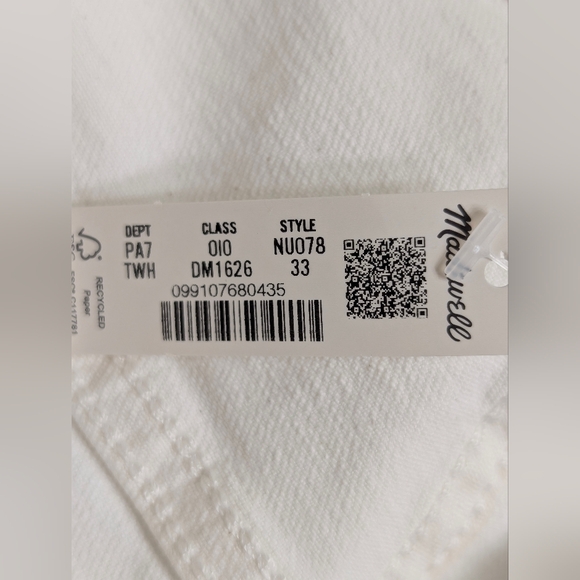 DEPT CLASS STYLE
PA7 010 NU078
TWH DM1626 33
099107680435
Madewell
RECYCLED
Paper